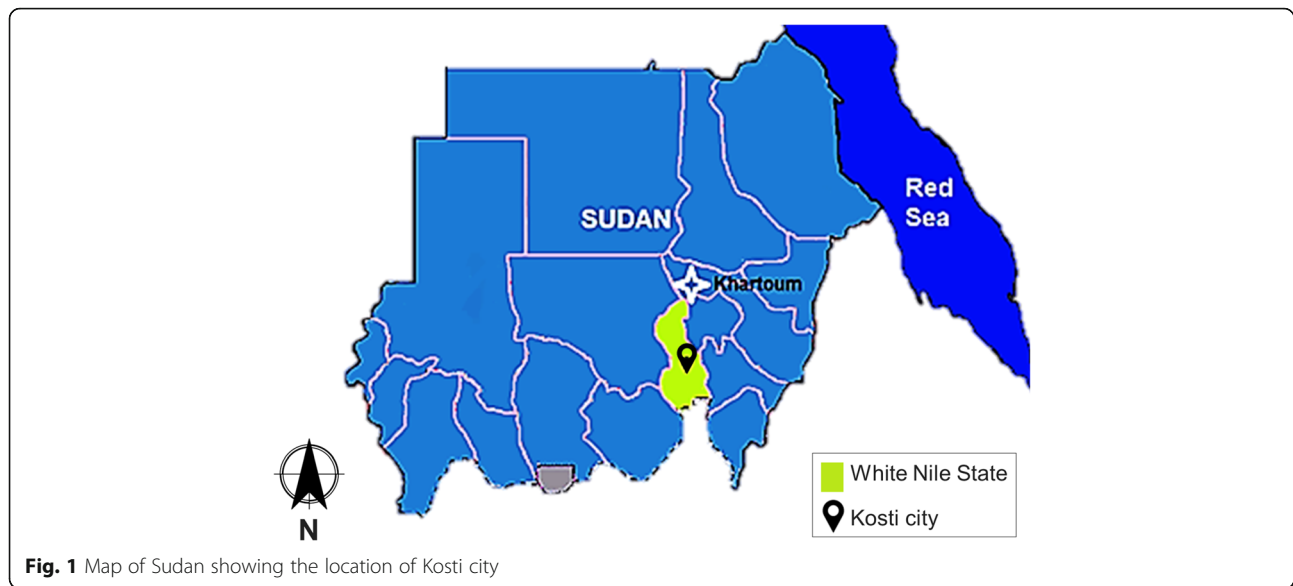 SUDAN
Red
Sea
Khartoum
White Nile State
Kosti city
N
Fig. 1 Map of Sudan showing the location of Kosti city